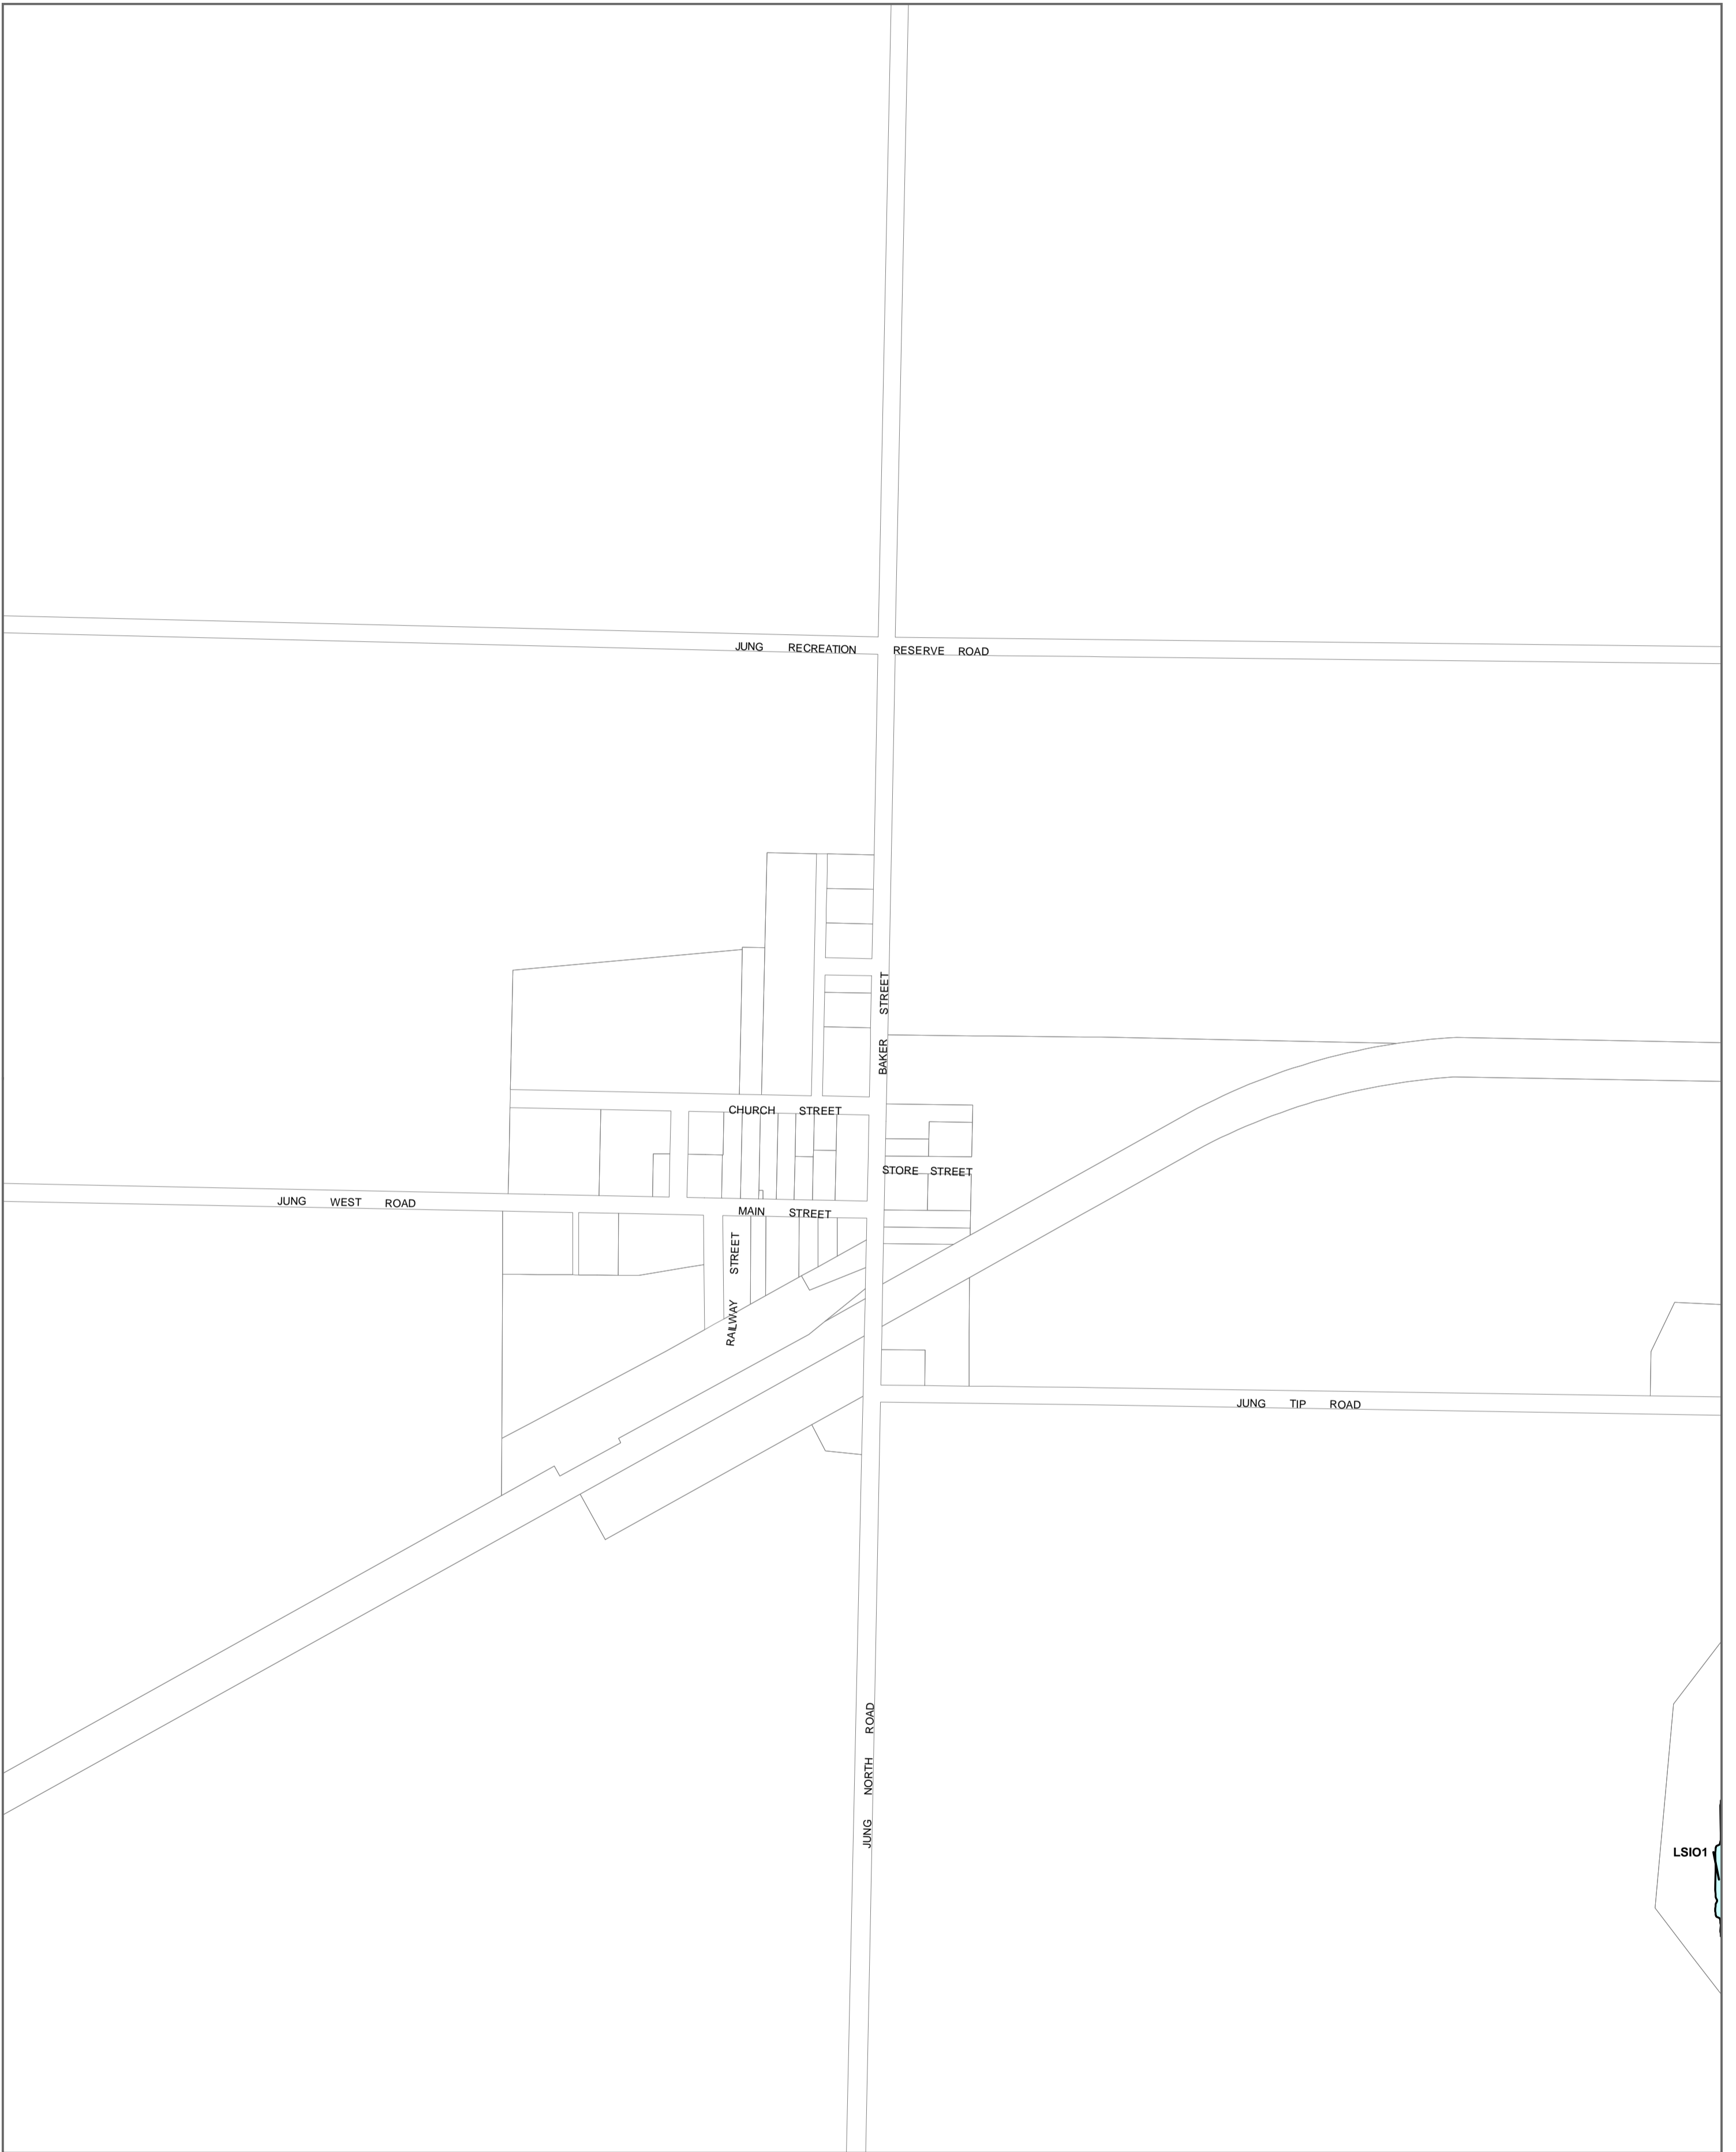 JUNG RECREATION RESERVE ROAD
BAKER STREET
CHURCH STREET
STORE STREET
JUNG WEST ROAD
MAIN STREET
RAILWAY STREET
JUNG TIP ROAD
JUNG NORTH ROAD
LSIO1